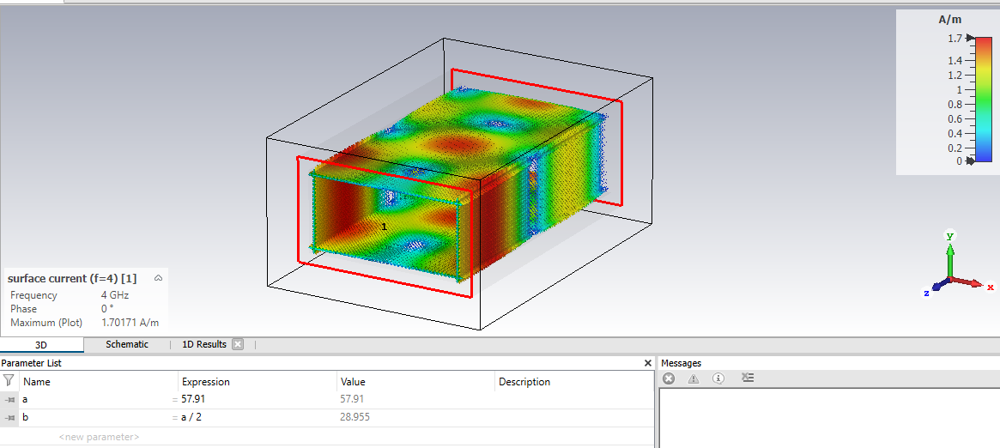 A/m
1.7
1.4
1.2
1
0.8
0.6
0.4
0.2
0
1
y
x
z
surface current (f=4) [1]
Frequency 4 GHz
Phase 0 °
Maximum (Plot) 1.70171 A/m
3D Schematic 1D Results
Parameter List
Messages
Name Expression Value Description
a = 57.91 57.91
b = a / 2 28.955
<new parameter>